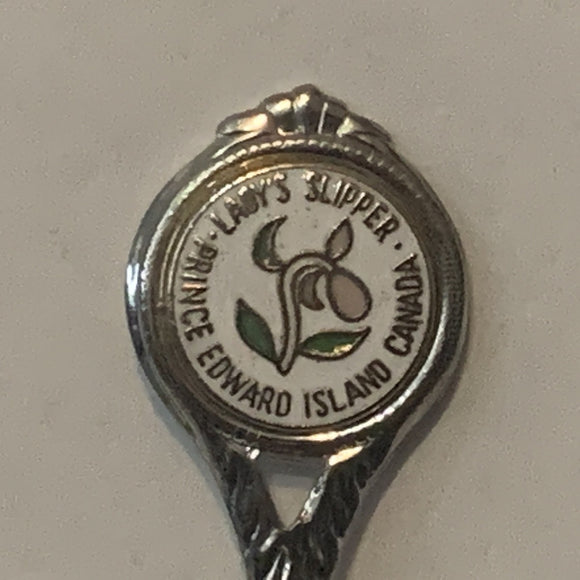 · LADY'S SLIPPER ·
PRINCE EDWARD ISLAND CANADA